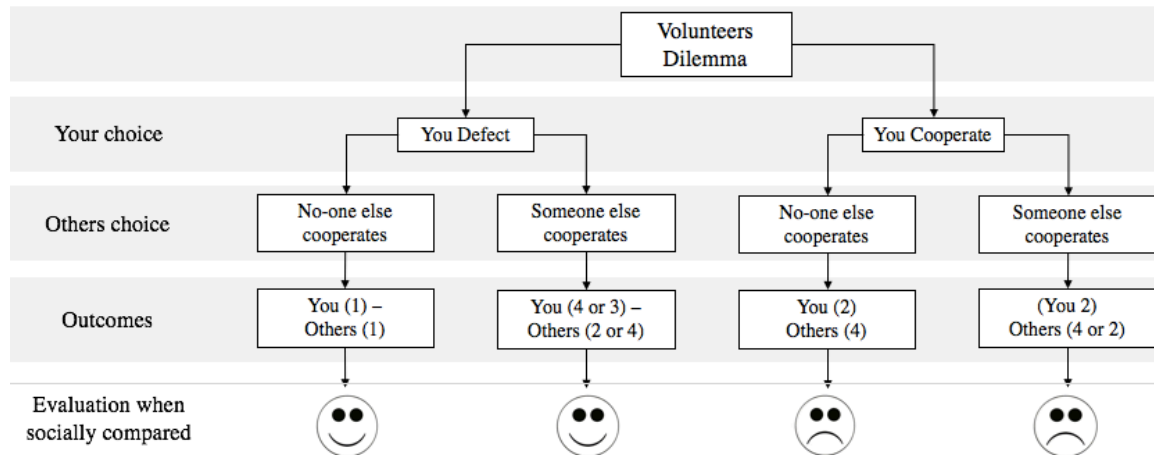 Volunteers
Dilemma
Your choice
You Defect
You Cooperate
Others choice
No-one else
cooperates
Someone else
cooperates
No-one else
cooperates
Someone else
cooperates
Outcomes
You (1) –
Others (1)
You (4 or 3) –
Others (2 or 4)
You (2)
Others (4)
(You 2)
Others (4 or 2)
Evaluation when
socially compared